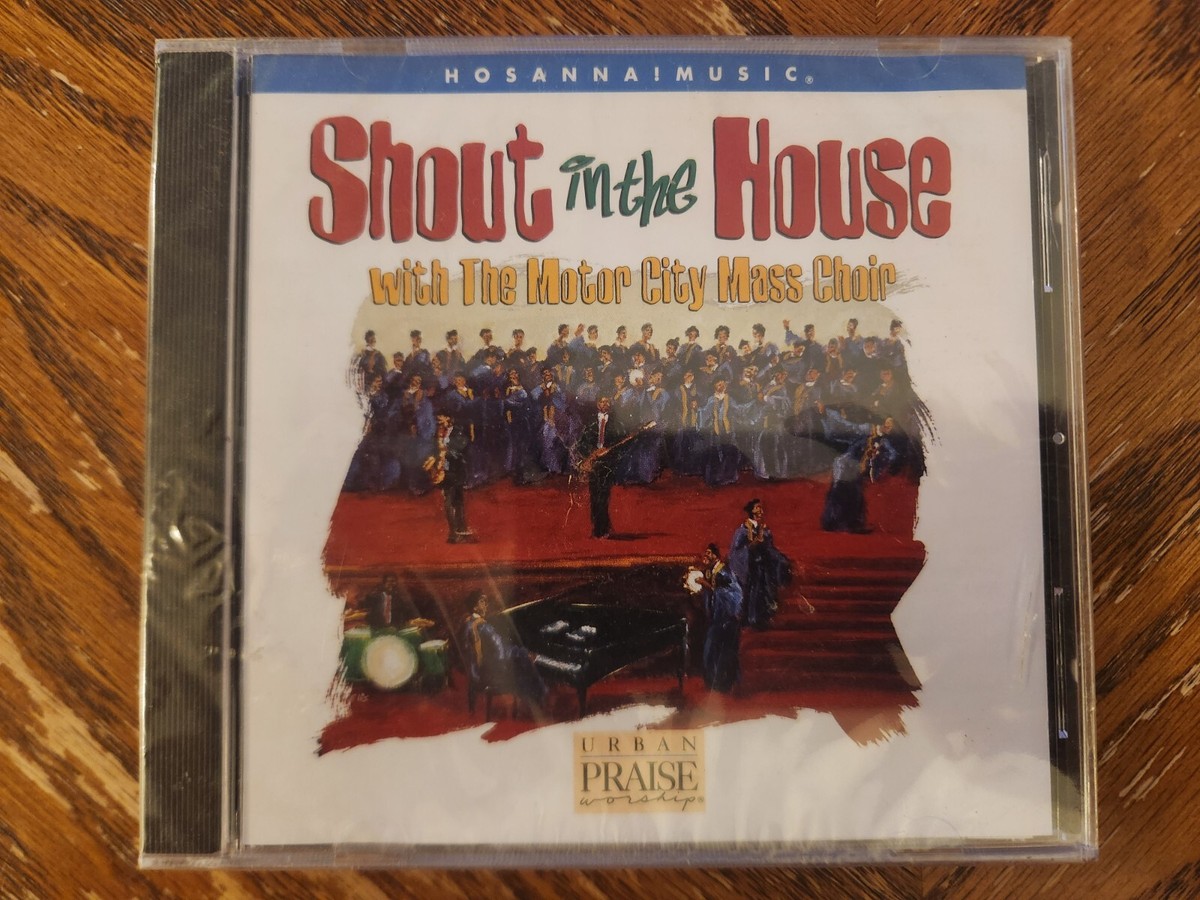 HOSANNA!MUSIC®
Shout in the House
with The Motor City Mass Choir
URBAN
PRAISE
worship®